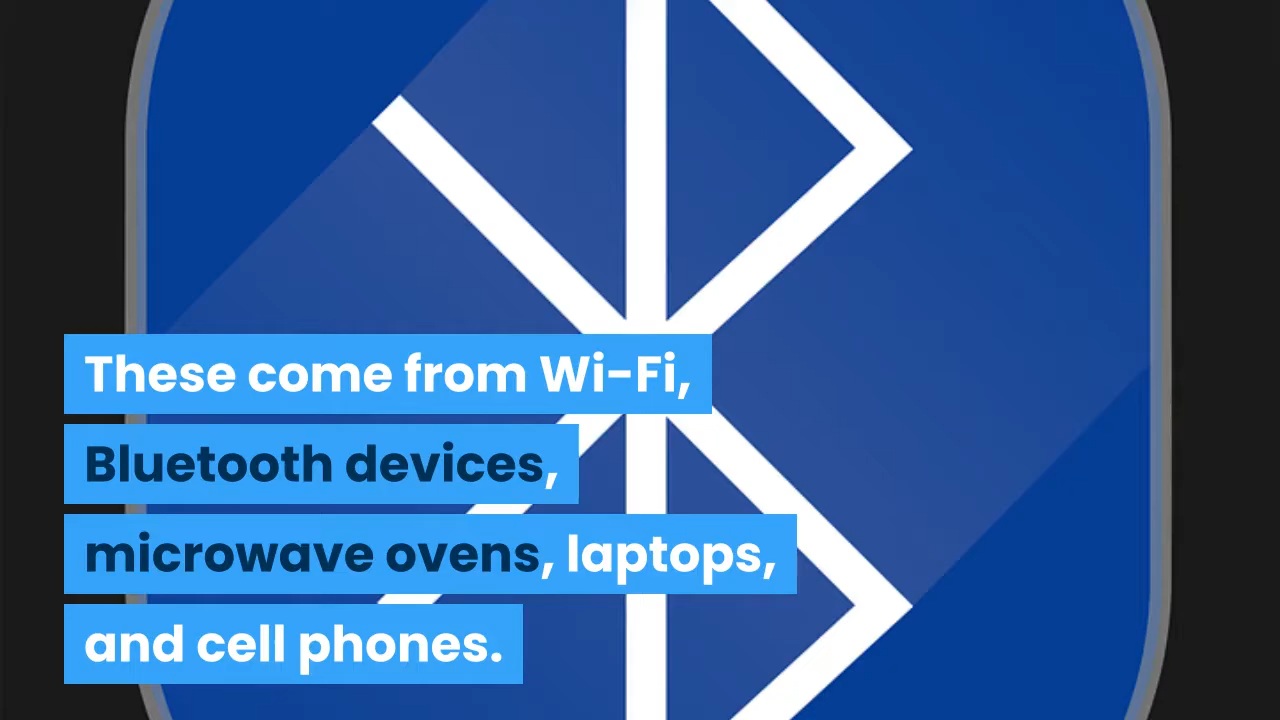 These come from Wi-Fi,
Bluetooth devices,
microwave ovens, laptops,
and cell phones.